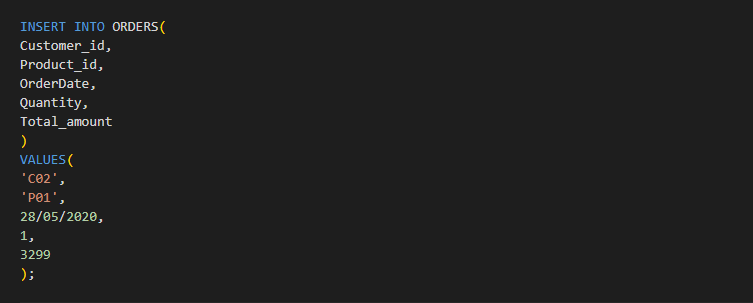 INSERT INTO ORDERS(
Customer_id,
Product_id,
OrderDate,
Quantity,
Total_amount
)
VALUES(
'C02',
'P01',
28/05/2020,
1,
3299
);